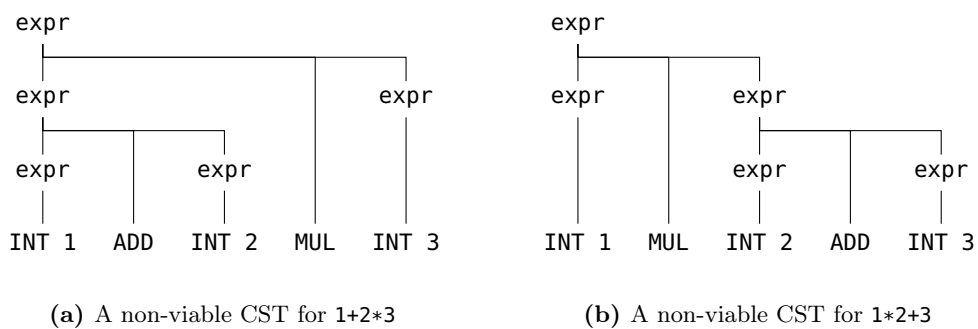 expr expr
expr expr expr expr
expr expr expr expr
INT 1 ADD INT 2 MUL INT 3 INT 1 MUL INT 2 ADD INT 3
(a) A non-viable CST for 1+2*3 (b) A non-viable CST for 1*2+3